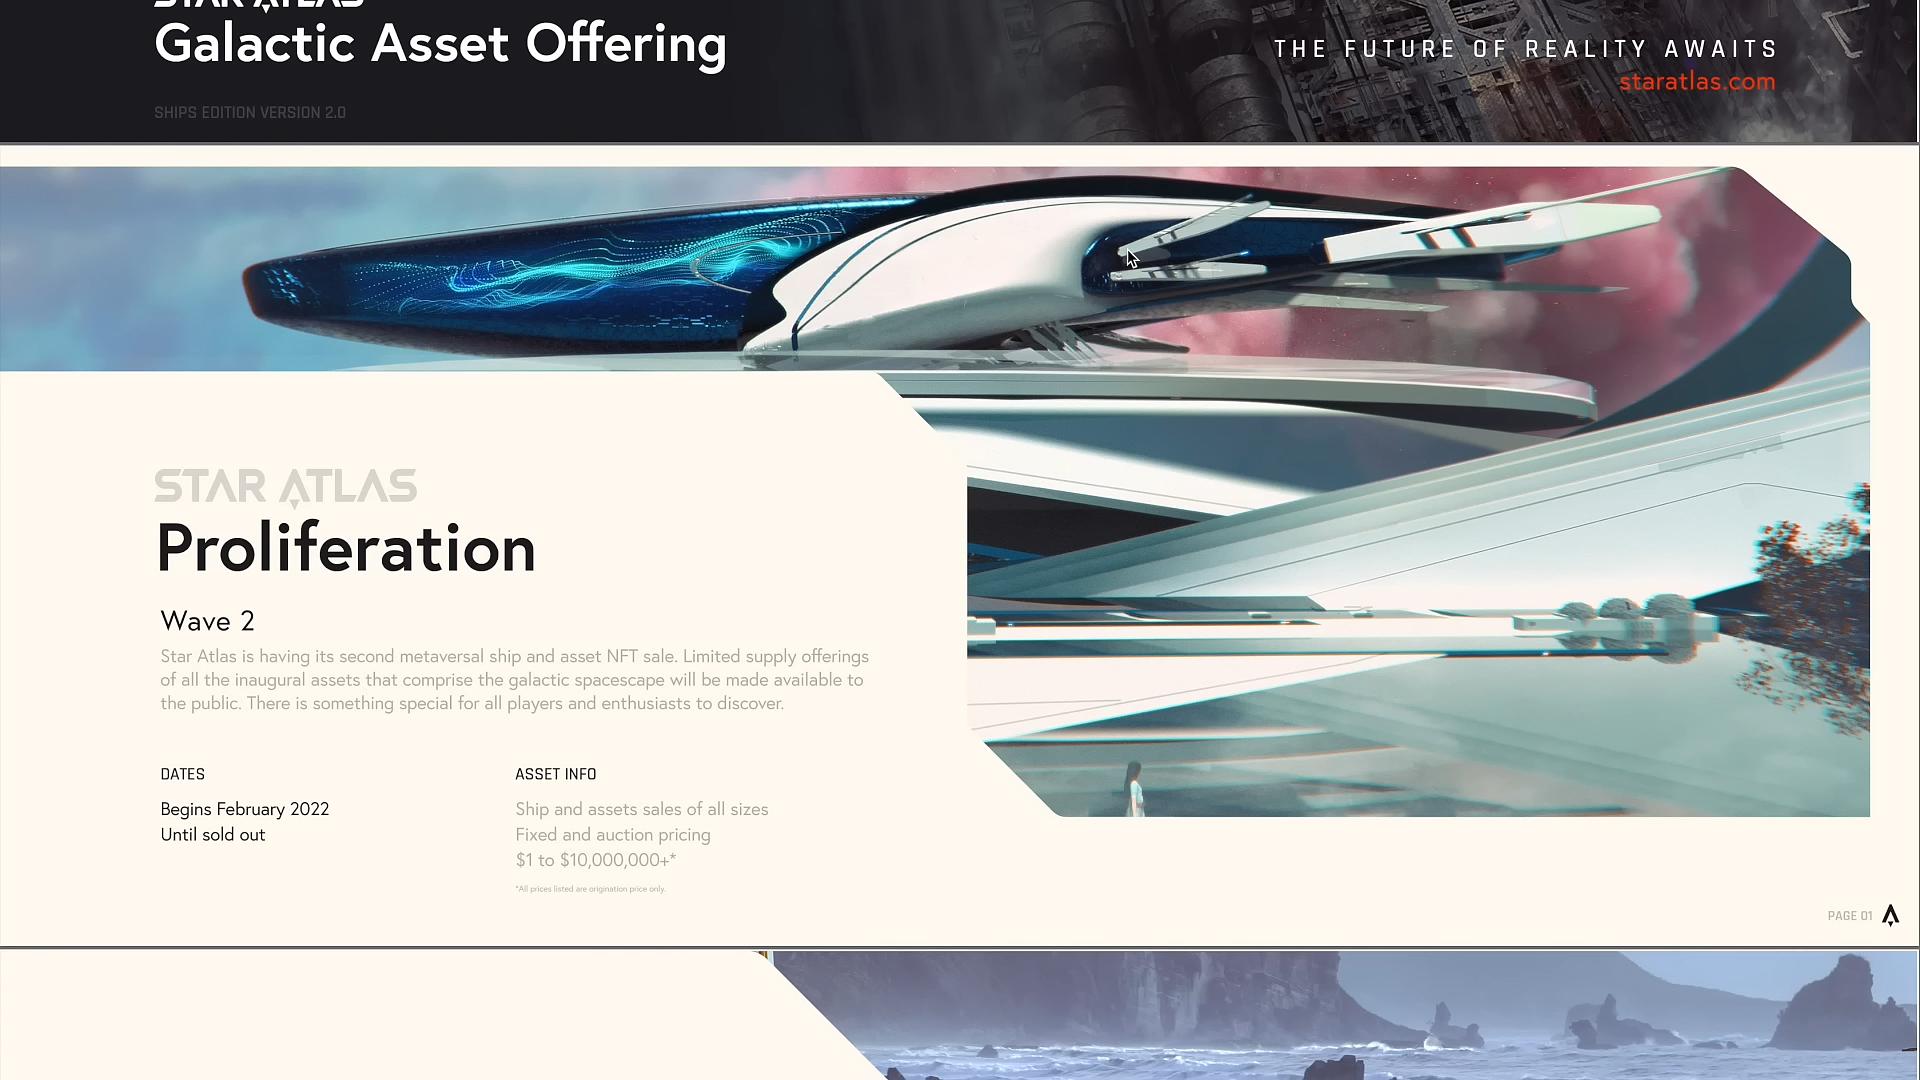 STAR ATLAS
Galactic Asset Offering
SHIPS EDITION VERSION 2.0
THE FUTURE OF REALITY AWAITS
staratlas.com
STAR ATLAS
Proliferation
Wave 2
Star Atlas is having its second metaversal ship and asset NFT sale. Limited supply offerings
of all the inaugural assets that comprise the galactic spacescape will be made available to
the public. There is something special for all players and enthusiasts to discover.
DATES
Begins February 2022
Until sold out
ASSET INFO
Ship and assets sales of all sizes
Fixed and auction pricing
$1 to $10,000,000+*
*All prices listed are origination price only.
PAGE 01